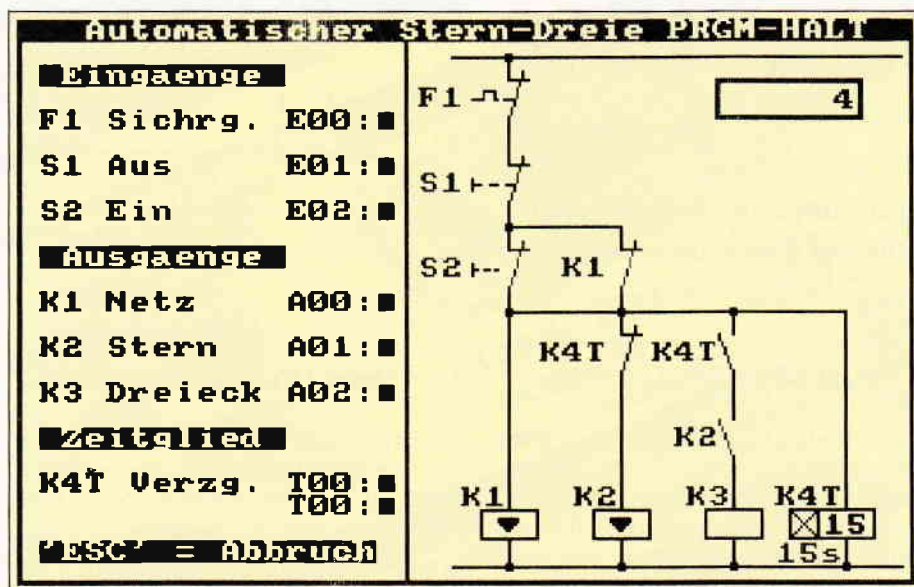 Automatischer Stern-Dreie PRGM-HALT
Eingaenge
F1 Sichrg. E00:
S1 Aus E01:
S2 Ein E02:
Ausgaenge
K1 Netz A00:
K2 Stern A01:
K3 Dreieck A02:
Zeitglied
K4T Verzg. T00:
T00:
"ESC" = Abbruch
F1
4
S1
S2
K1
K4T
K4T
K2
K1
K2
K3
K4T
15
15s